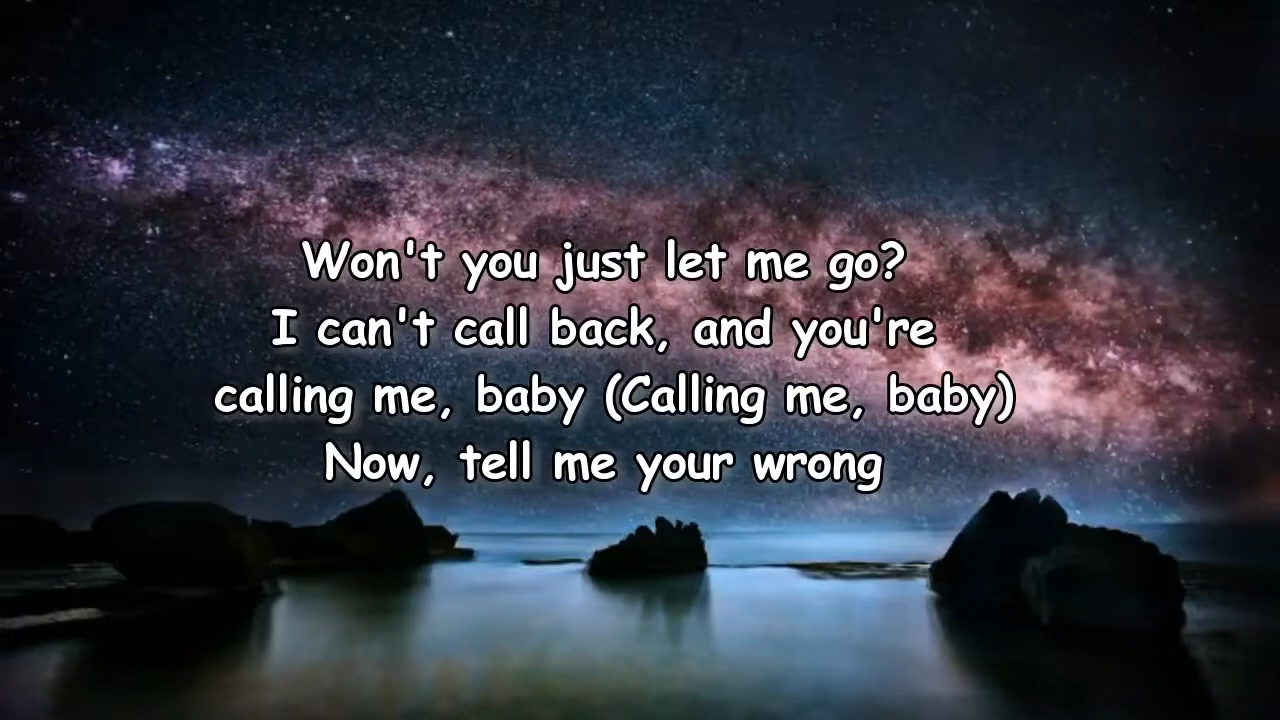 Won't you just let me go?
I can't call back, and you're
calling me, baby (Calling me, baby)
Now, tell me your wrong